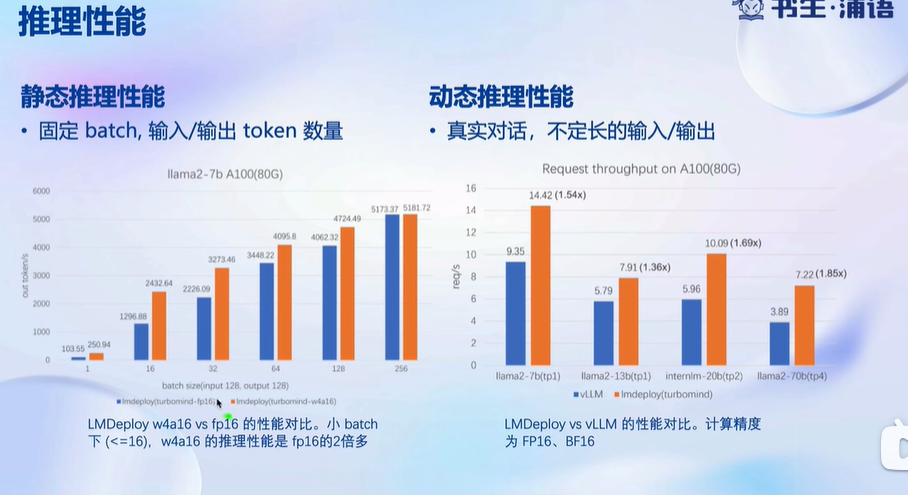 推理性能
书生·浦语
静态推理性能
• 固定 batch, 输入/输出 token 数量
llama2-7b A100(80G)
out token/s
6000
5000
4000
3000
2000
1000
0
103.55
250.94
1296.88
2432.64
2226.09
3273.46
3448.22
4095.8
4062.32
4724.49
5173.37
5181.72
1
16
32
64
128
256
batch size(input 128, output 128)
lmdeploy(turbomind-fp16)
lmdeploy(turbomind-w4a16)
LMDeploy w4a16 vs fp16 的性能对比。小 batch
下 (<=16)，w4a16 的推理性能是 fp16的2倍多
动态推理性能
• 真实对话，不定长的输入/输出
Request throughput on A100(80G)
req/s
16
14
12
10
8
6
4
2
0
9.35
14.42 (1.54x)
5.79
7.91 (1.36x)
5.96
10.09 (1.69x)
3.89
7.22 (1.85x)
llama2-7b(tp1)
llama2-13b(tp1)
internlm-20b(tp2)
llama2-70b(tp4)
vLLM
lmdeploy(turbomind)
LMDeploy vs vLLM 的性能对比。计算精度
为 FP16、BF16